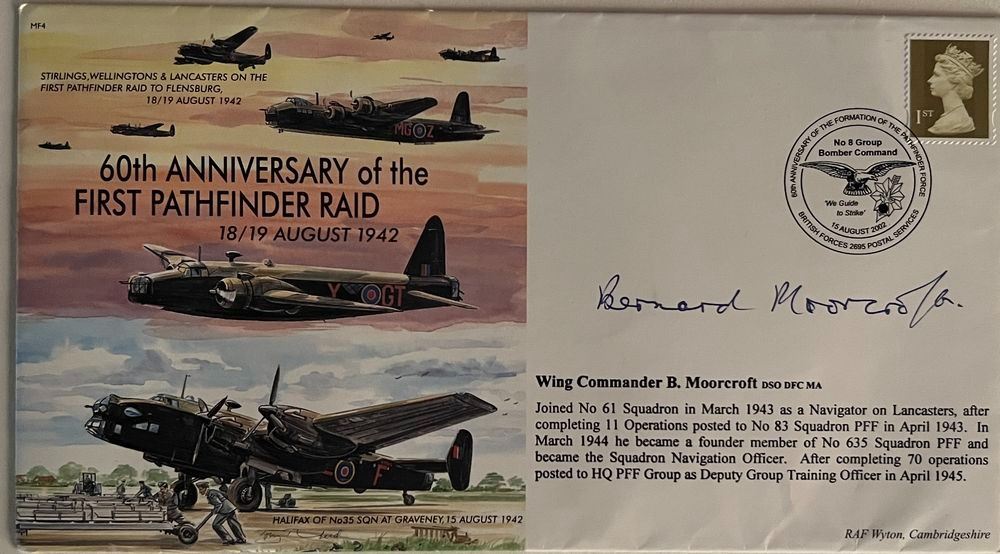 MF4
STIRLINGS, WELLINGTONS & LANCASTERS ON THE
FIRST PATHFINDER RAID TO FLENSBURG,
18/19 AUGUST 1942
MG Z
60th ANNIVERSARY of the
FIRST PATHFINDER RAID
18/19 AUGUST 1942
Y GT
F
HALIFAX OF No35 SQN AT GRAVENEY, 15 AUGUST 1942
1ST
60th ANNIVERSARY OF THE FORMATION OF THE PATHFINDER FORCE
No 8 Group
Bomber Command
'We Guide
to Strike'
15 AUGUST 2002
BRITISH FORCES 2695 POSTAL SERVICES
Bernard Moorcroft
Wing Commander B. Moorcroft DSO DFC MA
Joined No 61 Squadron in March 1943 as a Navigator on Lancasters, after
completing 11 Operations posted to No 83 Squadron PFF in April 1943. In
March 1944 he became a founder member of No 635 Squadron PFF and
became the Squadron Navigation Officer. After completing 70 operations
posted to HQ PFF Group as Deputy Group Training Officer in April 1945.
RAF Wyton, Cambridgeshire